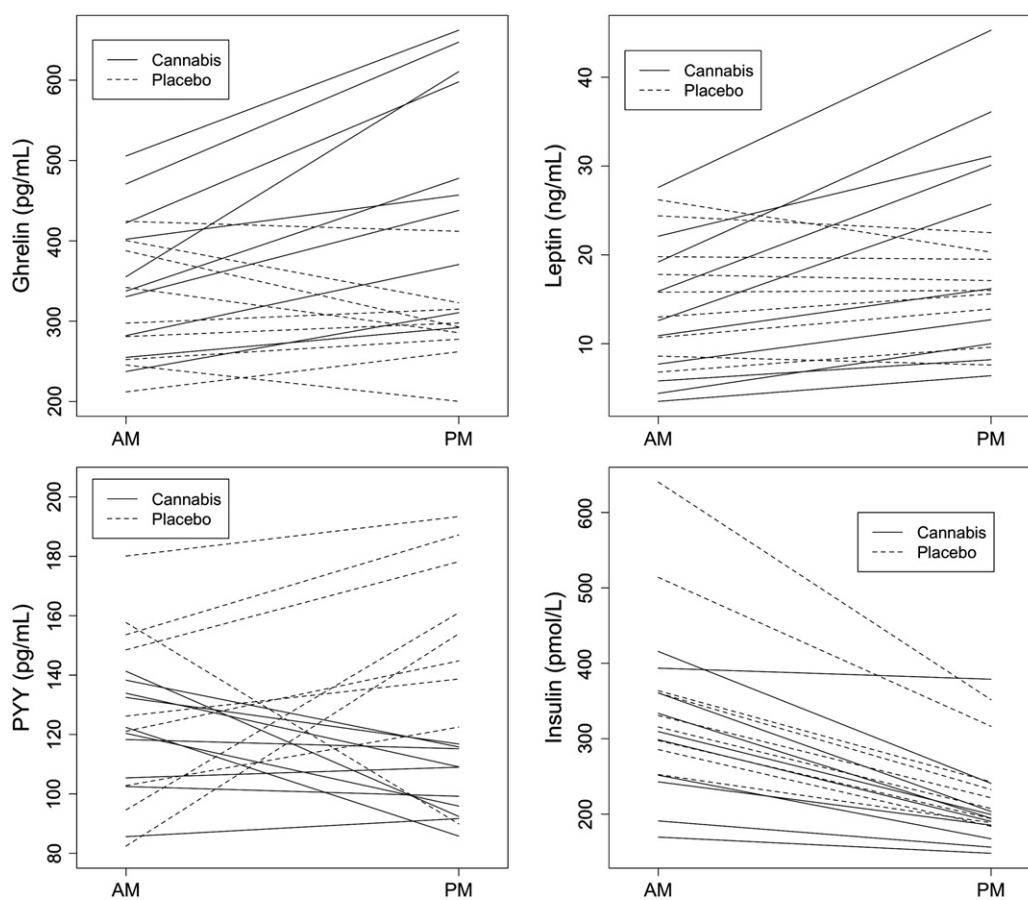 Ghrelin (pg/mL)
600
500
400
300
200
Cannabis
Placebo
AM
PM
Leptin (ng/mL)
40
30
20
10
Cannabis
Placebo
AM
PM
PYY (pg/mL)
200
180
160
140
120
100
80
Cannabis
Placebo
AM
PM
Insulin (pmol/L)
600
500
400
300
200
Cannabis
Placebo
AM
PM